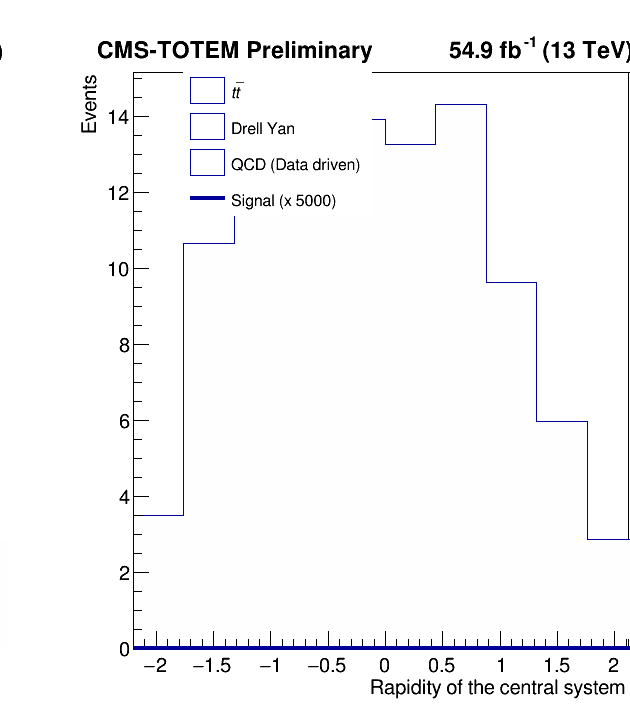 )
CMS-TOTEM Preliminary 54.9 fb⁻¹ (13 TeV)
Events
tt̅
Drell Yan
QCD (Data driven)
Signal (x 5000)
14
12
10
8
6
4
2
0
−2 −1.5 −1 −0.5 0 0.5 1 1.5 2
Rapidity of the central system